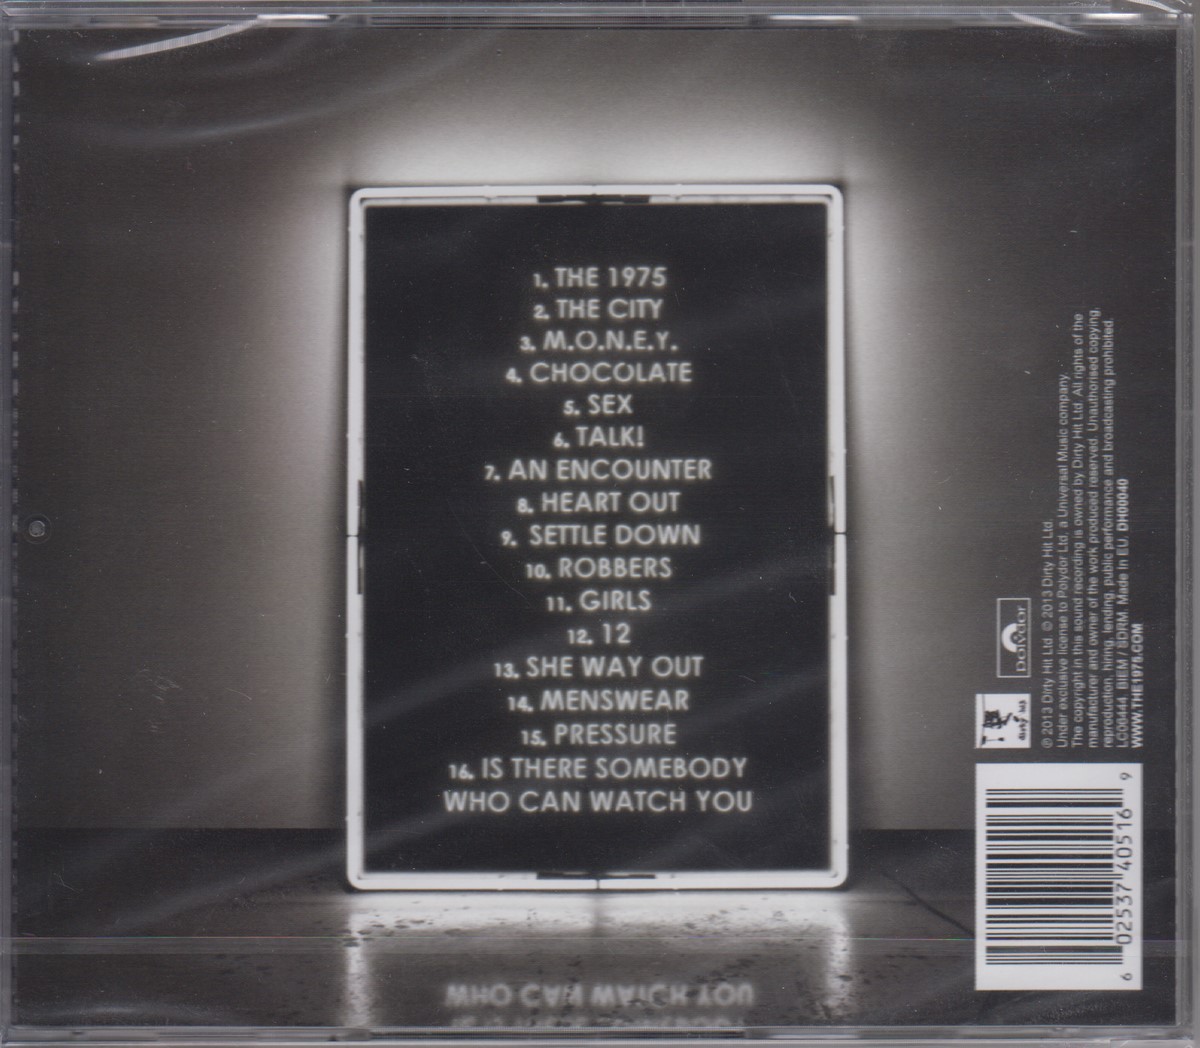 1. THE 1975
2. THE CITY
3. M.O.N.E.Y.
4. CHOCOLATE
5. SEX
6. TALK!
7. AN ENCOUNTER
8. HEART OUT
9. SETTLE DOWN
10. ROBBERS
11. GIRLS
12. 12
13. SHE WAY OUT
14. MENSWEAR
15. PRESSURE
16. IS THERE SOMEBODY
WHO CAN WATCH YOU
WHO CAN WATCH YOU
polydor
dirty hit
℗ 2013 Dirty Hit Ltd. © 2013 Dirty Hit Ltd.
Under exclusive license to Polydor Ltd, a Universal Music company.
The copyright in this sound recording is owned by Dirty Hit Ltd. All rights of the
manufacturer and owner of the work produced reserved. Unauthorised copying,
reproduction, hiring, lending, public performance and broadcasting prohibited.
LC00444. BIEM / SDRM. Made in EU. DH00040
WWW.THE1975.COM
6 02537 40516 9